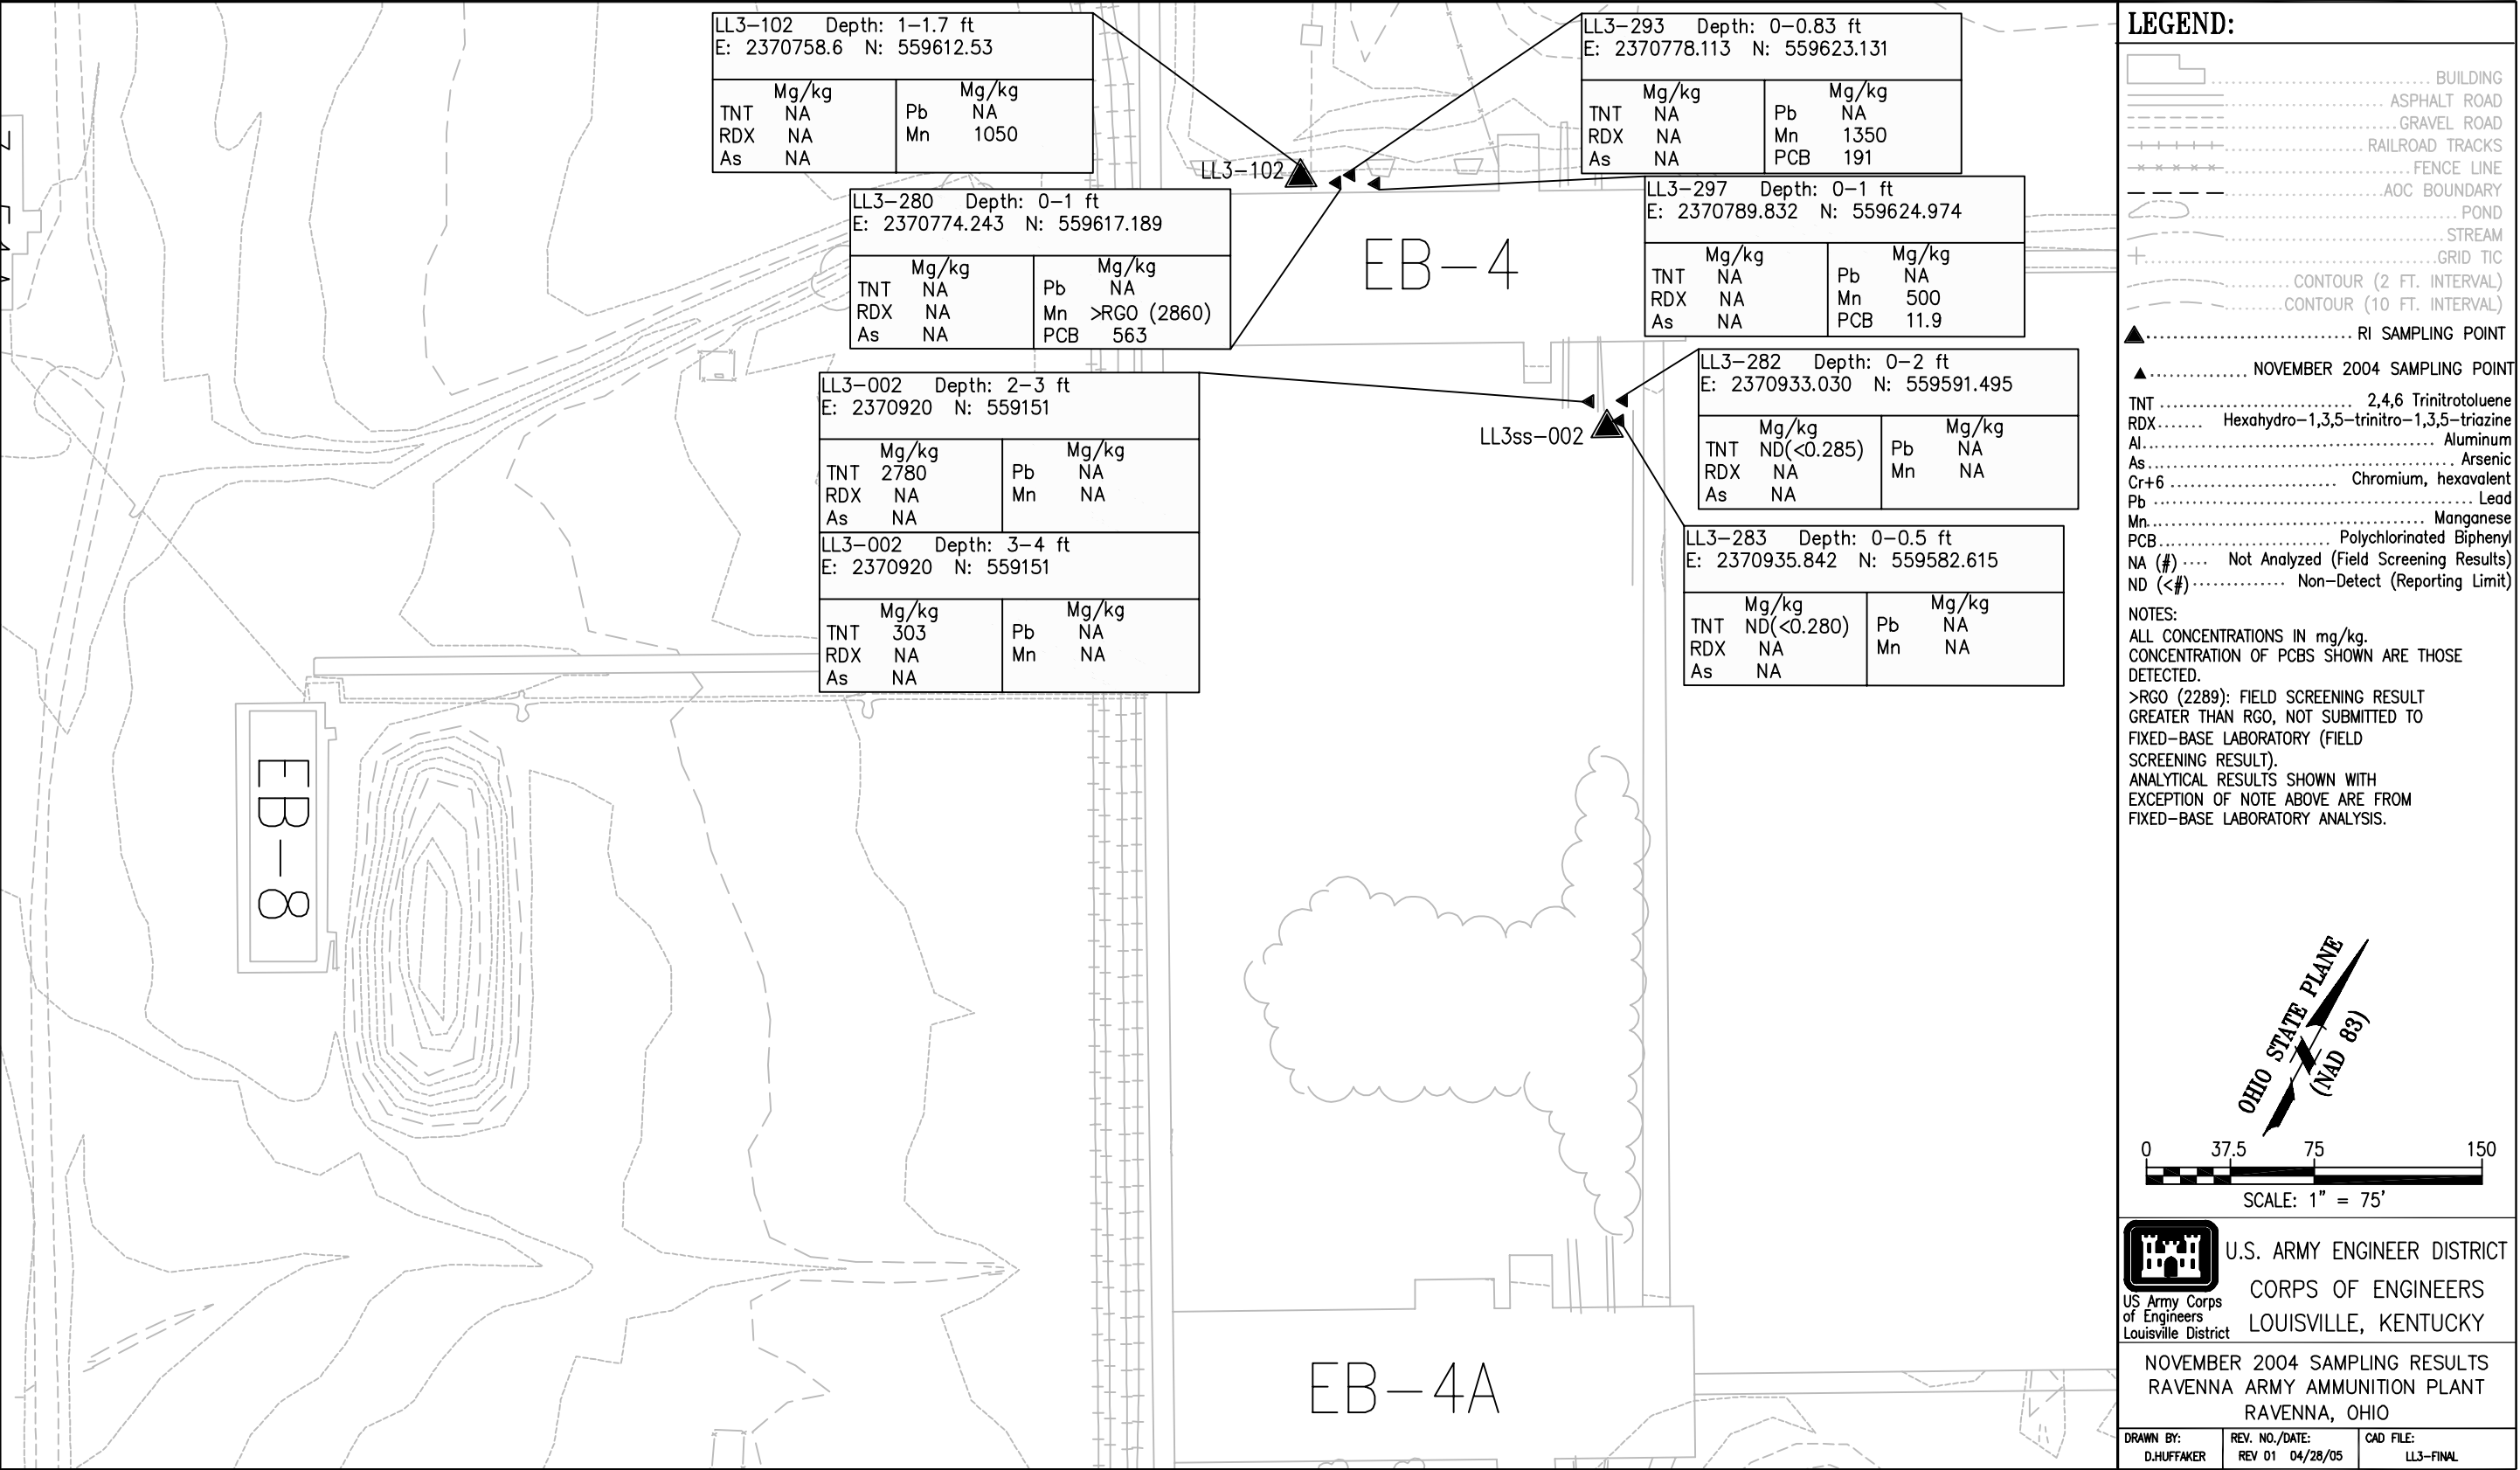 LL3-102 Depth: 1-1.7 ft
E: 2370758.6 N: 559612.53
Mg/kg Mg/kg
TNT NA Pb NA
RDX NA Mn 1050
As NA
LL3-293 Depth: 0-0.83 ft
E: 2370778.113 N: 559623.131
Mg/kg Mg/kg
TNT NA Pb NA
RDX NA Mn 1350
As NA PCB 191
LL3-102
LL3-280 Depth: 0-1 ft
E: 2370774.243 N: 559617.189
Mg/kg Mg/kg
TNT NA Pb NA
RDX NA Mn >RGO (2860)
As NA PCB 563
EB-4
LL3-297 Depth: 0-1 ft
E: 2370789.832 N: 559624.974
Mg/kg Mg/kg
TNT NA Pb NA
RDX NA Mn 500
As NA PCB 11.9
LL3-002 Depth: 2-3 ft
E: 2370920 N: 559151
Mg/kg Mg/kg
TNT 2780 Pb NA
RDX NA Mn NA
As NA
LL3-002 Depth: 3-4 ft
E: 2370920 N: 559151
Mg/kg Mg/kg
TNT 303 Pb NA
RDX NA Mn NA
As NA
LL3ss-002
LL3-282 Depth: 0-2 ft
E: 2370933.030 N: 559591.495
Mg/kg Mg/kg
TNT ND(<0.285) Pb NA
RDX NA Mn NA
As NA
LL3-283 Depth: 0-0.5 ft
E: 2370935.842 N: 559582.615
Mg/kg Mg/kg
TNT ND(<0.280) Pb NA
RDX NA Mn NA
As NA
EB-8
EB-4A
LEGEND:
BUILDING
ASPHALT ROAD
GRAVEL ROAD
RAILROAD TRACKS
FENCE LINE
AOC BOUNDARY
POND
STREAM
GRID TIC
CONTOUR (2 FT. INTERVAL)
CONTOUR (10 FT. INTERVAL)
RI SAMPLING POINT
NOVEMBER 2004 SAMPLING POINT
TNT 2,4,6 Trinitrotoluene
RDX Hexahydro-1,3,5-trinitro-1,3,5-triazine
Al Aluminum
As Arsenic
Cr+6 Chromium, hexavalent
Pb Lead
Mn Manganese
PCB Polychlorinated Biphenyl
NA (#) Not Analyzed (Field Screening Results)
ND (<#) Non-Detect (Reporting Limit)
NOTES:
ALL CONCENTRATIONS IN mg/kg.
CONCENTRATION OF PCBS SHOWN ARE THOSE
DETECTED.
>RGO (2289): FIELD SCREENING RESULT
GREATER THAN RGO, NOT SUBMITTED TO
FIXED-BASE LABORATORY (FIELD
SCREENING RESULT).
ANALYTICAL RESULTS SHOWN WITH
EXCEPTION OF NOTE ABOVE ARE FROM
FIXED-BASE LABORATORY ANALYSIS.
OHIO STATE PLANE
N
(NAD 83)
0 37.5 75 150
SCALE: 1" = 75'
US Army Corps
of Engineers
Louisville District
U.S. ARMY ENGINEER DISTRICT
CORPS OF ENGINEERS
LOUISVILLE, KENTUCKY
NOVEMBER 2004 SAMPLING RESULTS
RAVENNA ARMY AMMUNITION PLANT
RAVENNA, OHIO
DRAWN BY: REV. NO./DATE: CAD FILE:
D.HUFFAKER REV 01 04/28/05 LL3-FINAL